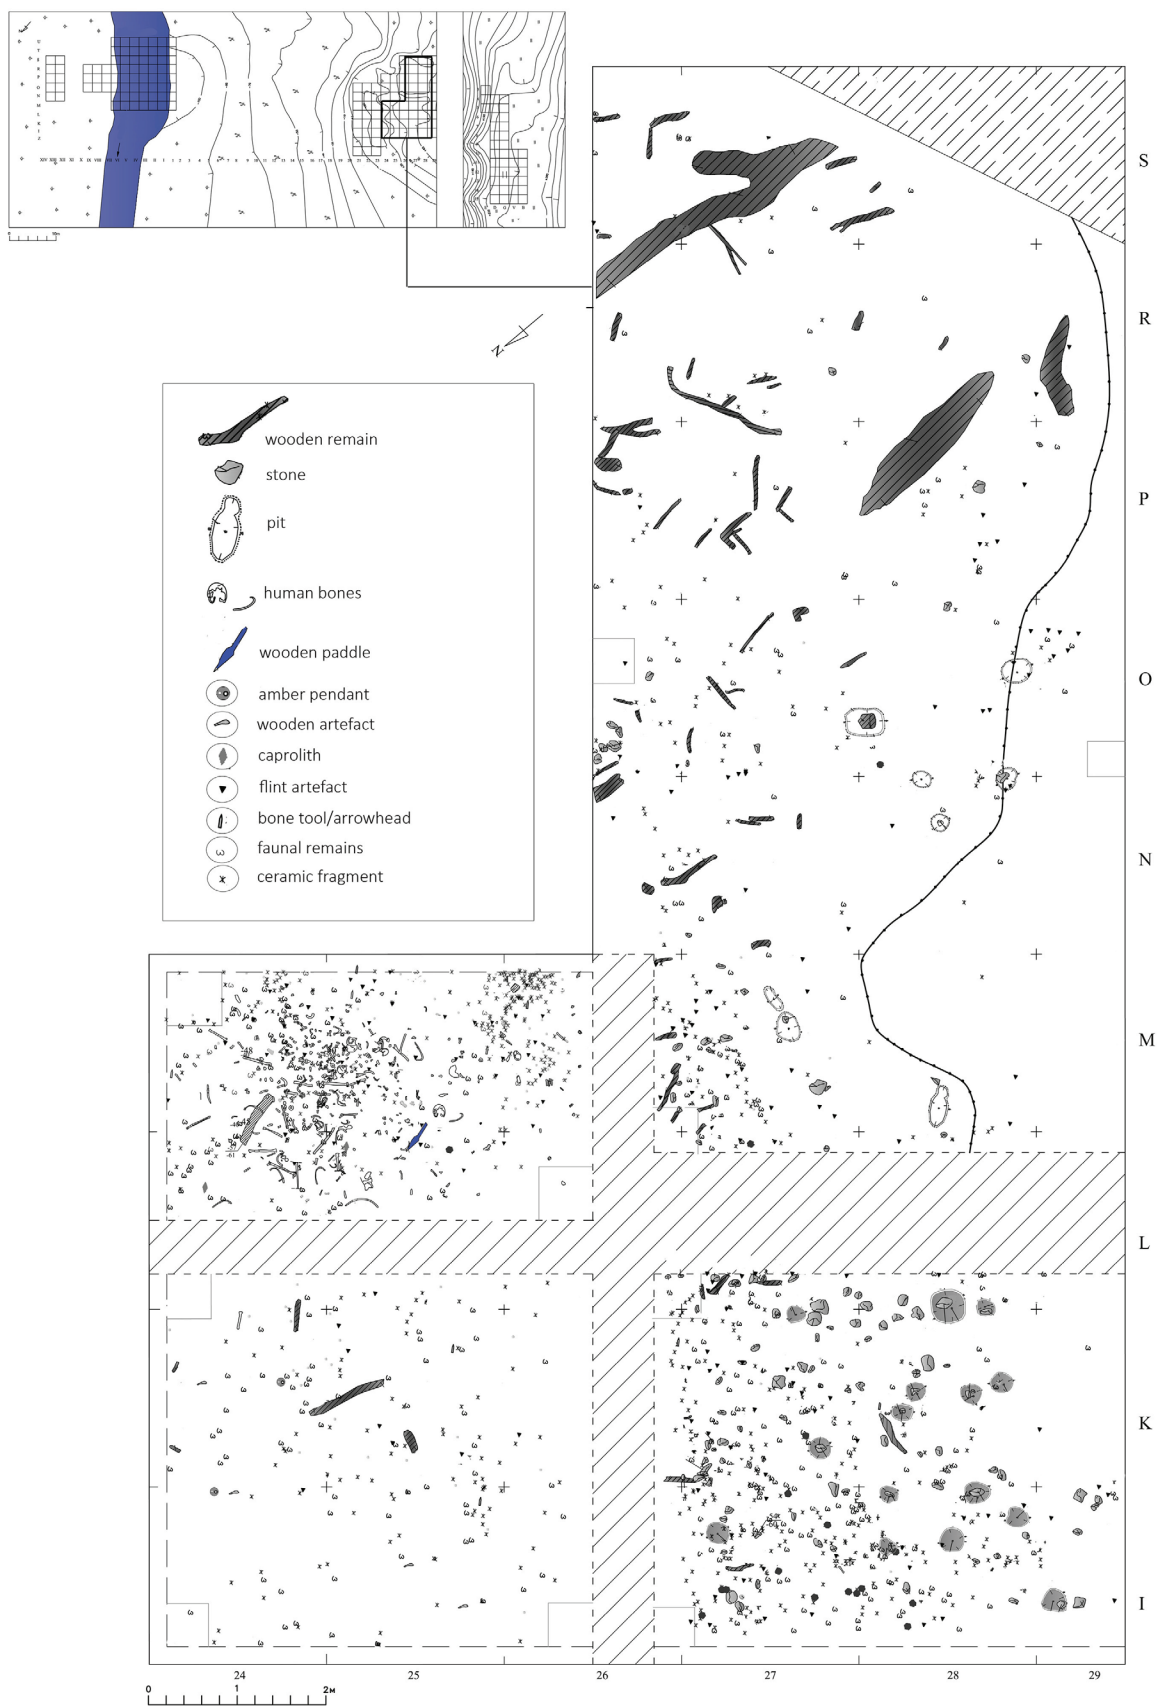 S
R
N
wooden remain
stone
P
pit
human bones
wooden paddle
O
amber pendant
wooden artefact
caprolith
flint artefact
bone tool/arrowhead
faunal remains
N
ceramic fragment
M
L
K
I
24 25 26 27 28 29
0 1 2м